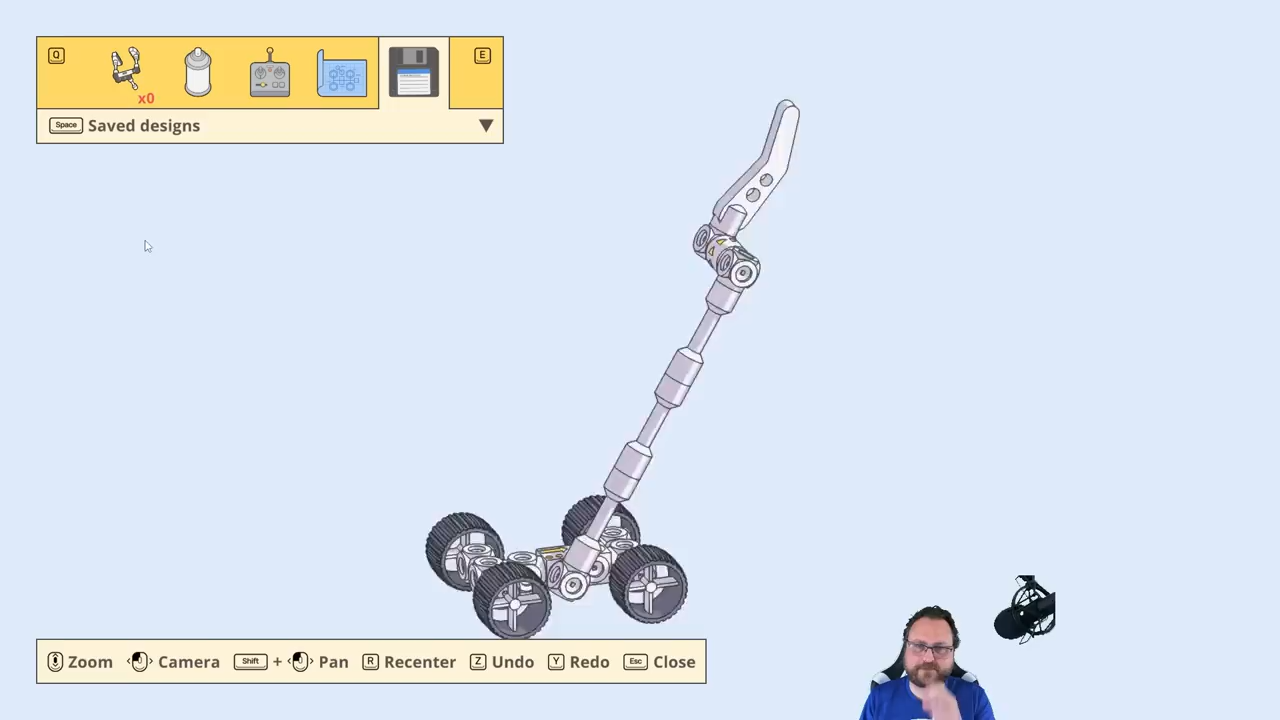 Q
E
x0
Space Saved designs
Zoom Camera Shift + Pan R Recenter Z Undo Y Redo Esc Close